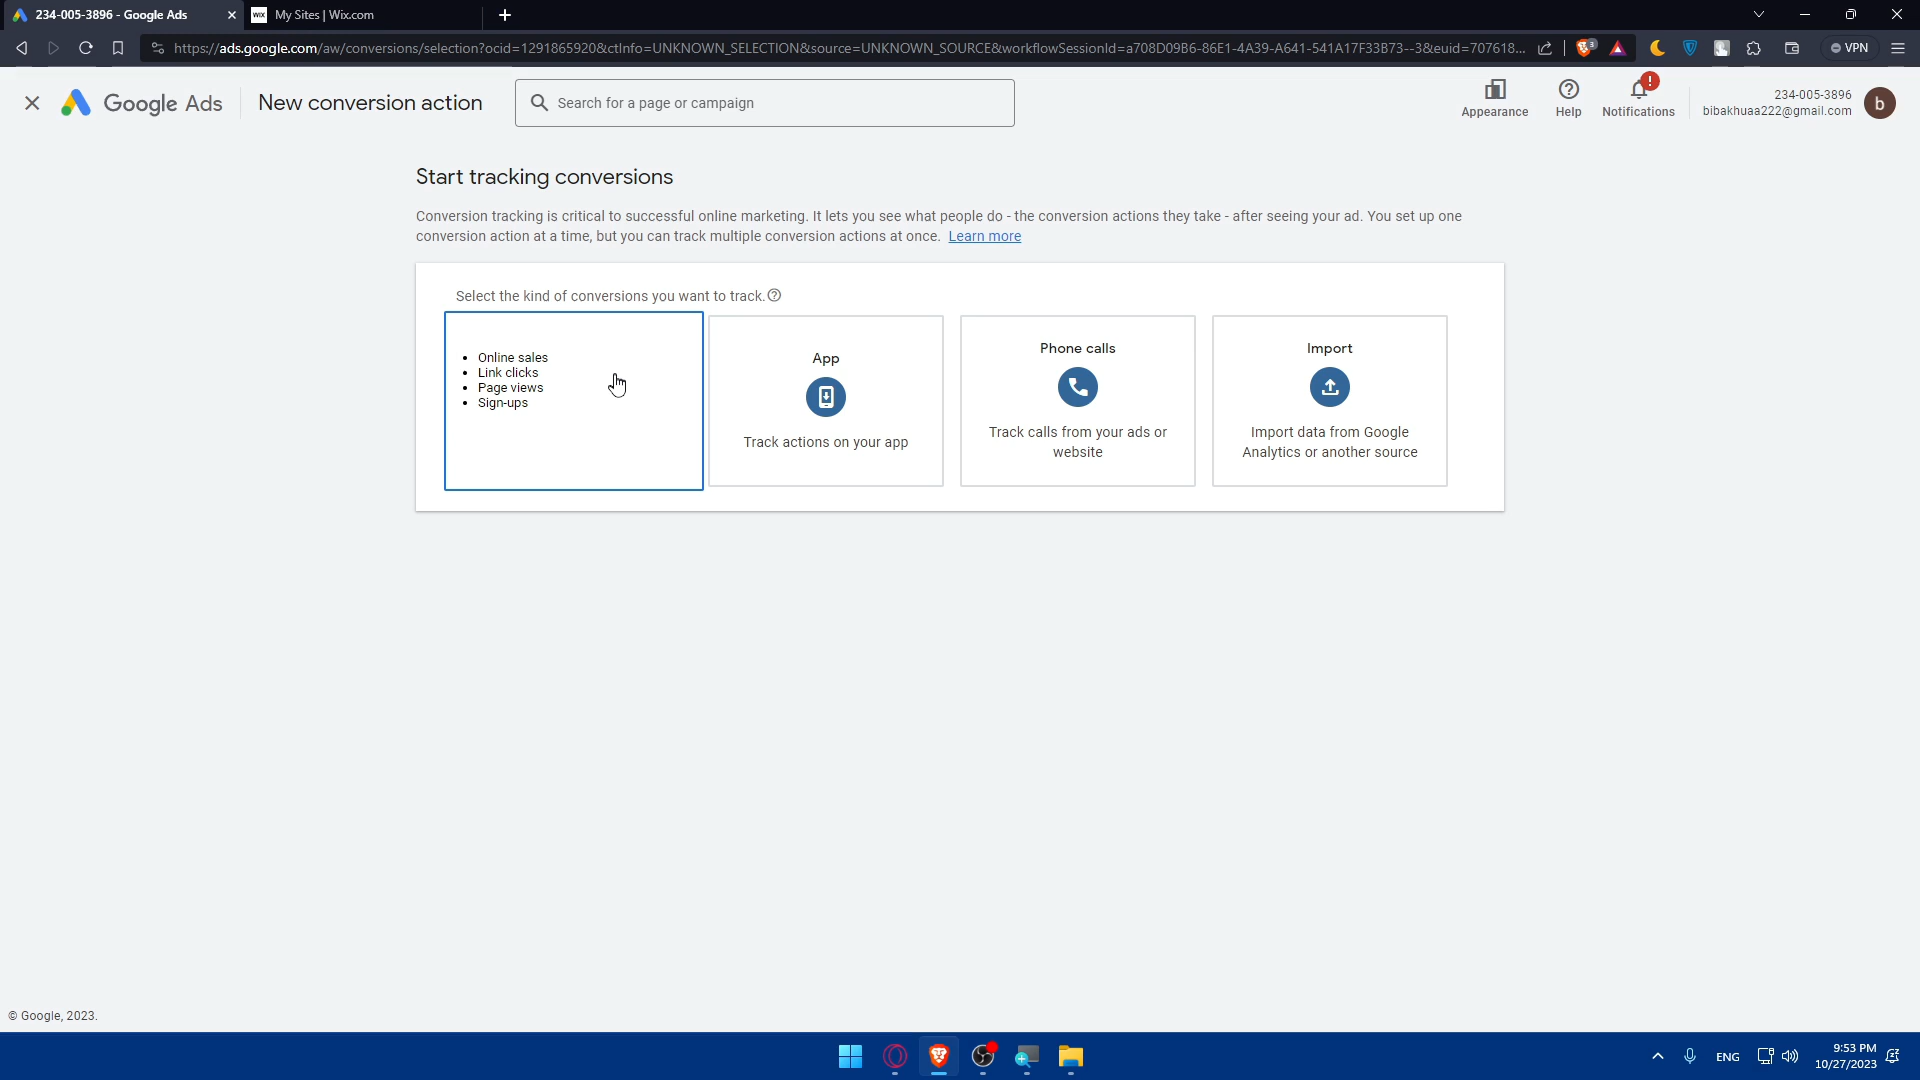 234-005-3896 - Google Ads
WIX My Sites | Wix.com
https://ads.google.com/aw/conversions/selection?ocid=1291865920&ctInfo=UNKNOWN_SELECTION&source=UNKNOWN_SOURCE&workflowSessionId=a708D09B6-86E1-4A39-A641-541A17F33B73--3&euid=707618...
3
VPN
Google Ads
New conversion action
Search for a page or campaign
Appearance
Help
!
Notifications
234-005-3896
bibakhuaa222@gmail.com
b
Start tracking conversions
Conversion tracking is critical to successful online marketing. It lets you see what people do - the conversion actions they take - after seeing your ad. You set up one
conversion action at a time, but you can track multiple conversion actions at once. Learn more
Select the kind of conversions you want to track.
• Online sales
• Link clicks
• Page views
• Sign-ups
App
Track actions on your app
Phone calls
Track calls from your ads or
website
Import
Import data from Google
Analytics or another source
© Google, 2023.
ENG
9:53 PM
10/27/2023